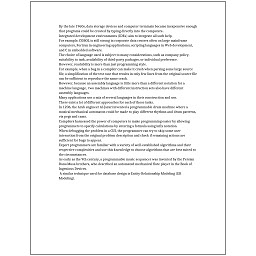 By the late 1960s, data storage devices and computer terminals became inexpensive enough
that programs could be created by typing directly into the computers.
Integrated development environments (IDEs) aim to integrate all such help.
For example, COBOL is still strong in corporate data centers often on large mainframe
computers, Fortran in engineering applications, scripting languages in Web development,
and C in embedded software.
The choice of language used is subject to many considerations, such as company policy,
suitability to task, availability of third-party packages, or individual preference.
However, readability is more than just programming style.
For example, when a bug in a compiler can make it crash when parsing some large source
file, a simplification of the test case that results in only few lines from the original source file
can be sufficient to reproduce the same crash.
However, because an assembly language is little more than a different notation for a
machine language, two machines with different instruction sets also have different
assembly languages.
Many applications use a mix of several languages in their construction and use.
There exist a lot of different approaches for each of those tasks.
In 1206, the Arab engineer Al-Jazari invented a programmable drum machine where a
musical mechanical automaton could be made to play different rhythms and drum patterns,
via pegs and cams.
Computers harnessed the power of computers to make programming easier by allowing
programmers to specify calculations by entering a formula using infix notation.
When debugging the problem in a GUI, the programmer can try to skip some user
interaction from the original problem description and check if remaining actions are
sufficient for bugs to appear.
Expert programmers are familiar with a variety of well-established algorithms and their
respective complexities and use this knowledge to choose algorithms that are best suited to
the circumstances.
As early as the 9th century, a programmable music sequencer was invented by the Persian
Banu Musa brothers, who described an automated mechanical flute player in the Book of
Ingenious Devices.
A similar technique used for database design is Entity-Relationship Modeling (ER
Modeling).